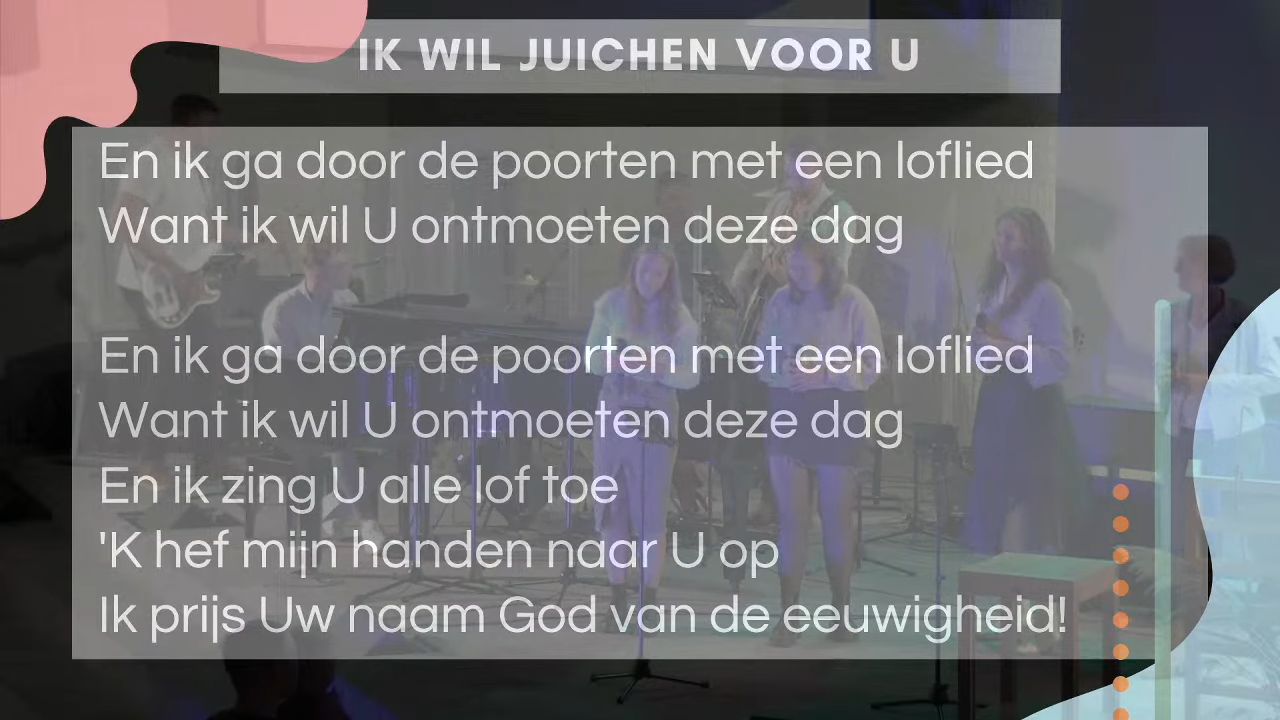 IK WIL JUICHEN VOOR U
En ik ga door de poorten met een loflied
Want ik wil U ontmoeten deze dag
En ik ga door de poorten met een loflied
Want ik wil U ontmoeten deze dag
En ik zing U alle lof toe
'K hef mijn handen naar U op
Ik prijs Uw naam God van de eeuwigheid!